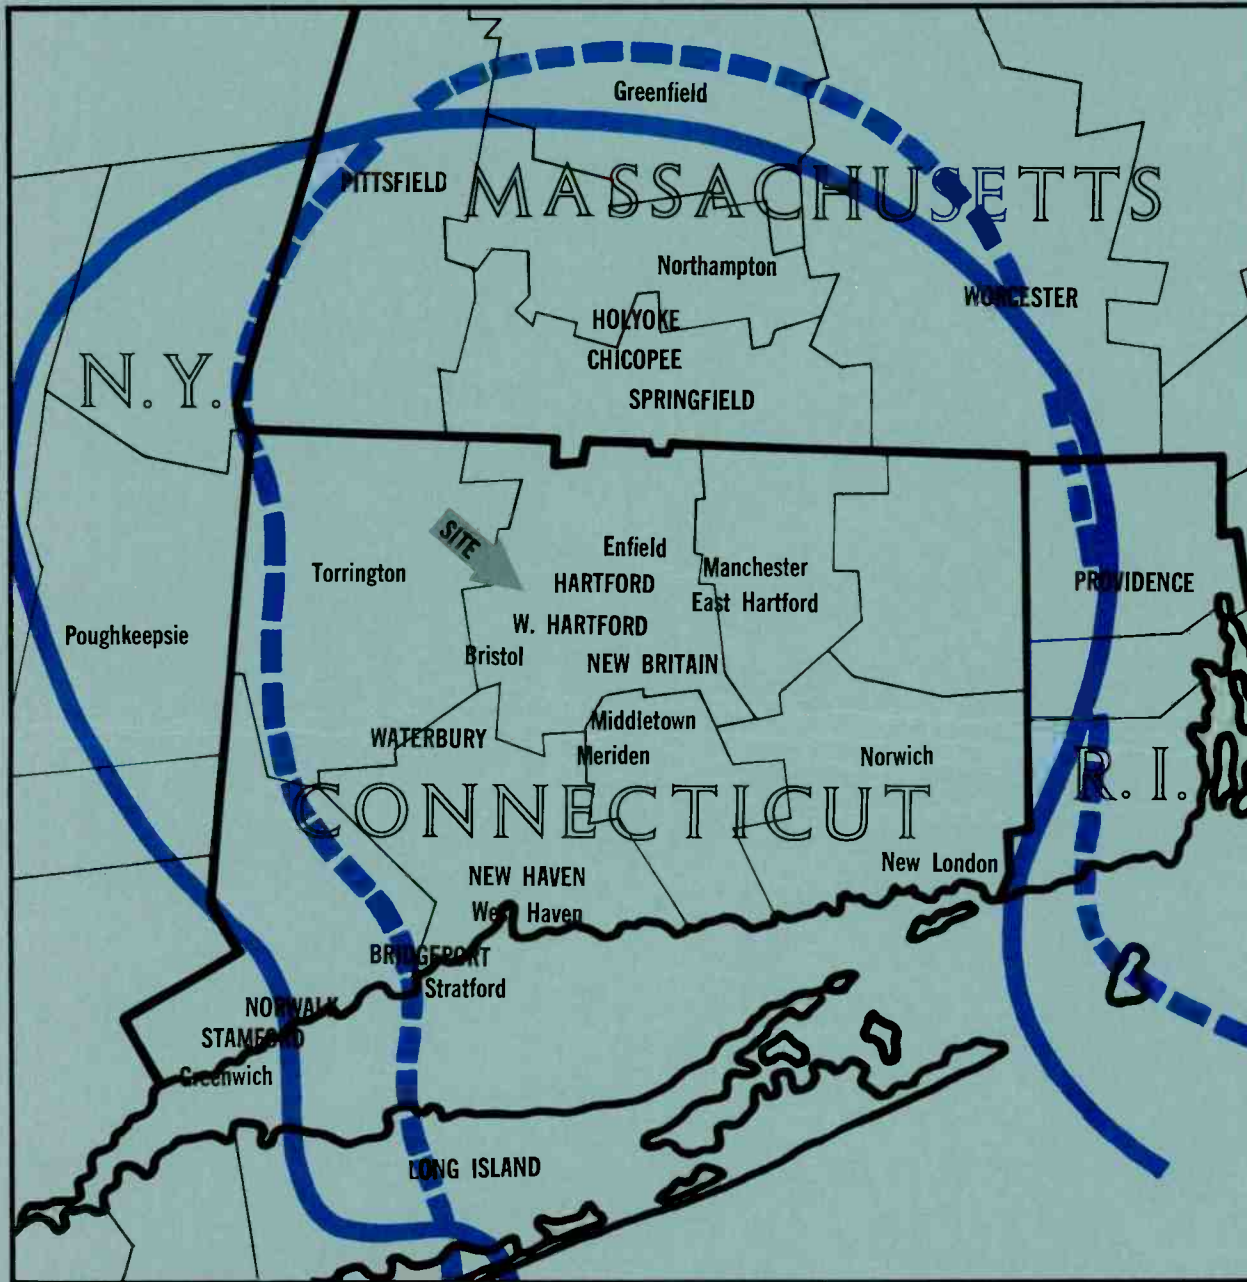 Greenfield
PITTSFIELD
MASSACHUSETTS
Northampton
WORCESTER
HOLYOKE
CHICOPEE
N.Y.
SPRINGFIELD
SITE
Enfield
Torrington
HARTFORD
Manchester
PROVIDENCE
East Hartford
W. HARTFORD
Poughkeepsie
Bristol
NEW BRITAIN
Middletown
WATERBURY
Meriden
Norwich
R.I.
CONNECTICUT
New London
NEW HAVEN
West Haven
BRIDGEPORT
Stratford
NORWALK
STAMFORD
Greenwich
LONG ISLAND